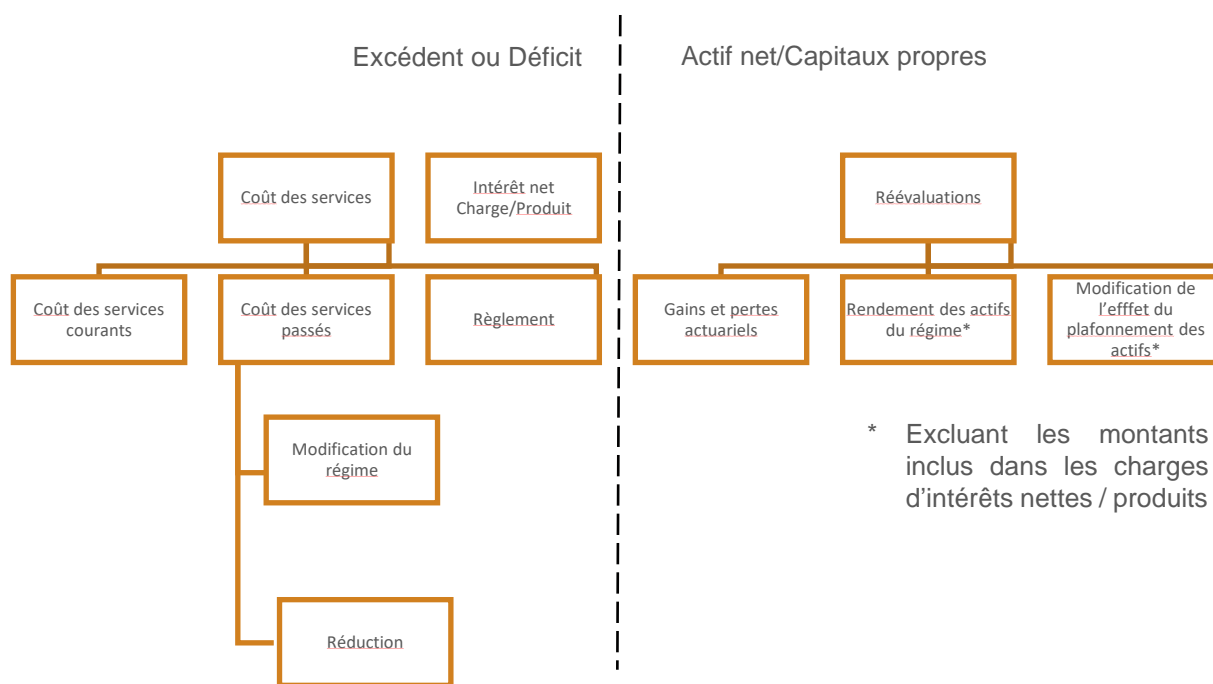 Excédent ou Déficit
Actif net/Capitaux propres
Coût des services
Intérêt net
Charge/Produit
Réévaluations
Coût des services
courants
Coût des services
passés
Règlement
Gains et pertes
actuariels
Rendement des actifs
du régime*
Modification de
l'efffet du
plafonnement des
actifs*
Modification du
régime
Réduction
* Excluant les montants
inclus dans les charges
d'intérêts nettes / produits